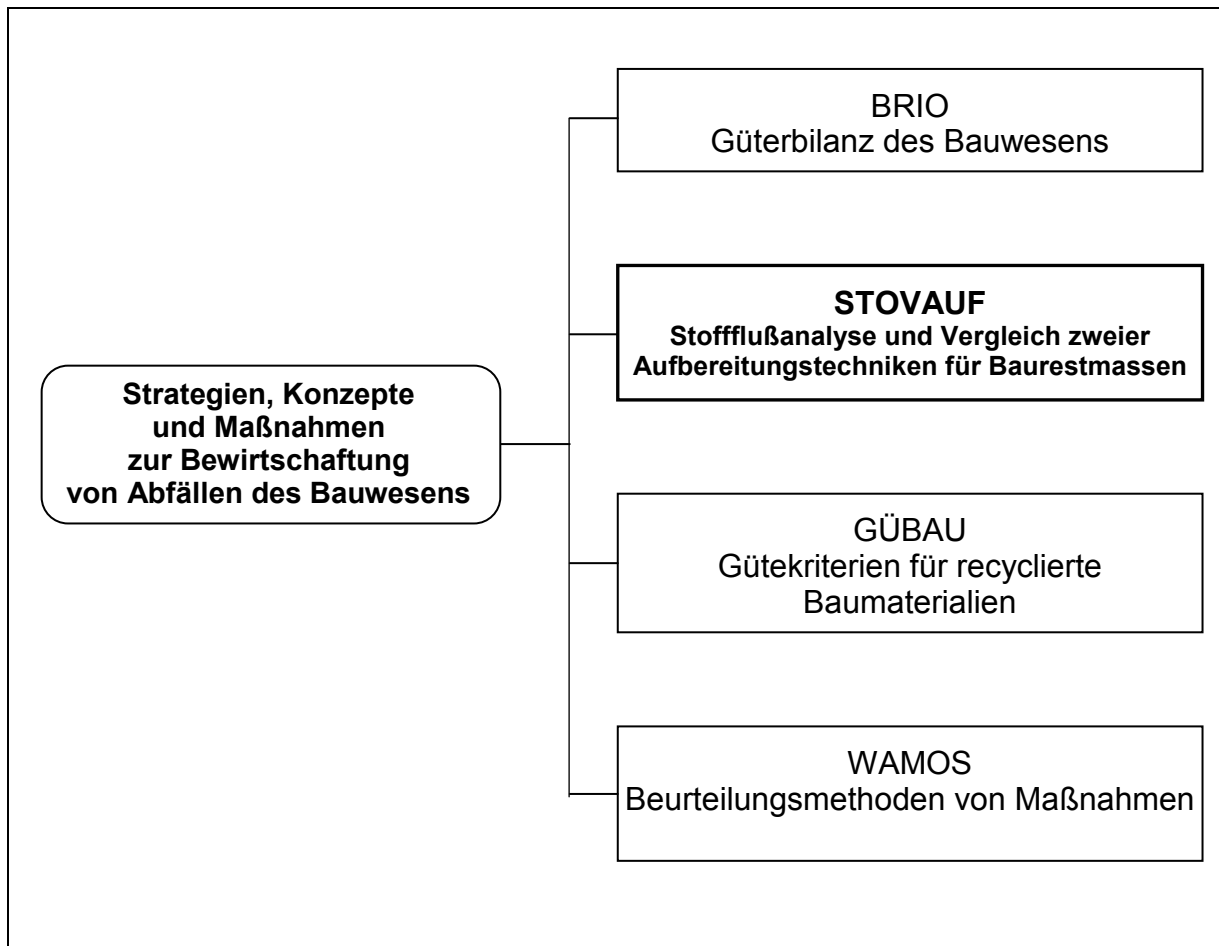 BRIO
Güterbilanz des Bauwesens
STOVAUF
Stoffflußanalyse und Vergleich zweier
Aufbereitungstechniken für Baurestmassen
Strategien, Konzepte
und Maßnahmen
zur Bewirtschaftung
von Abfällen des Bauwesens
GÜBAU
Gütekriterien für recyclierte
Baumaterialien
WAMOS
Beurteilungsmethoden von Maßnahmen